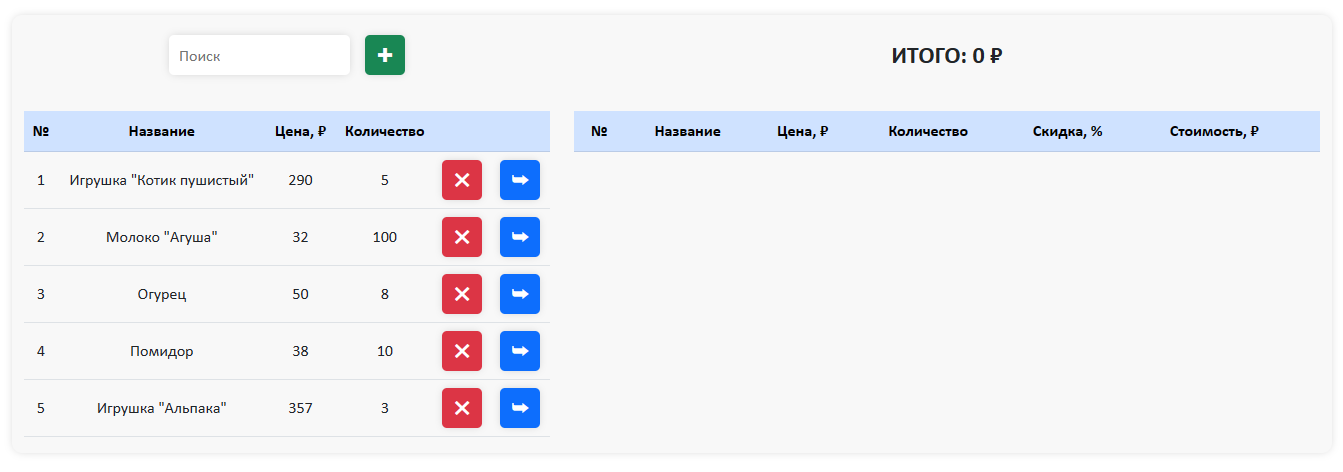 Поиск
ИТОГО: 0 ₽
№ Название Цена, ₽ Количество
1 Игрушка "Котик пушистый" 290 5
2 Молоко "Агуша" 32 100
3 Огурец 50 8
4 Помидор 38 10
5 Игрушка "Альпака" 357 3
№ Название Цена, ₽ Количество Скидка, % Стоимость, ₽